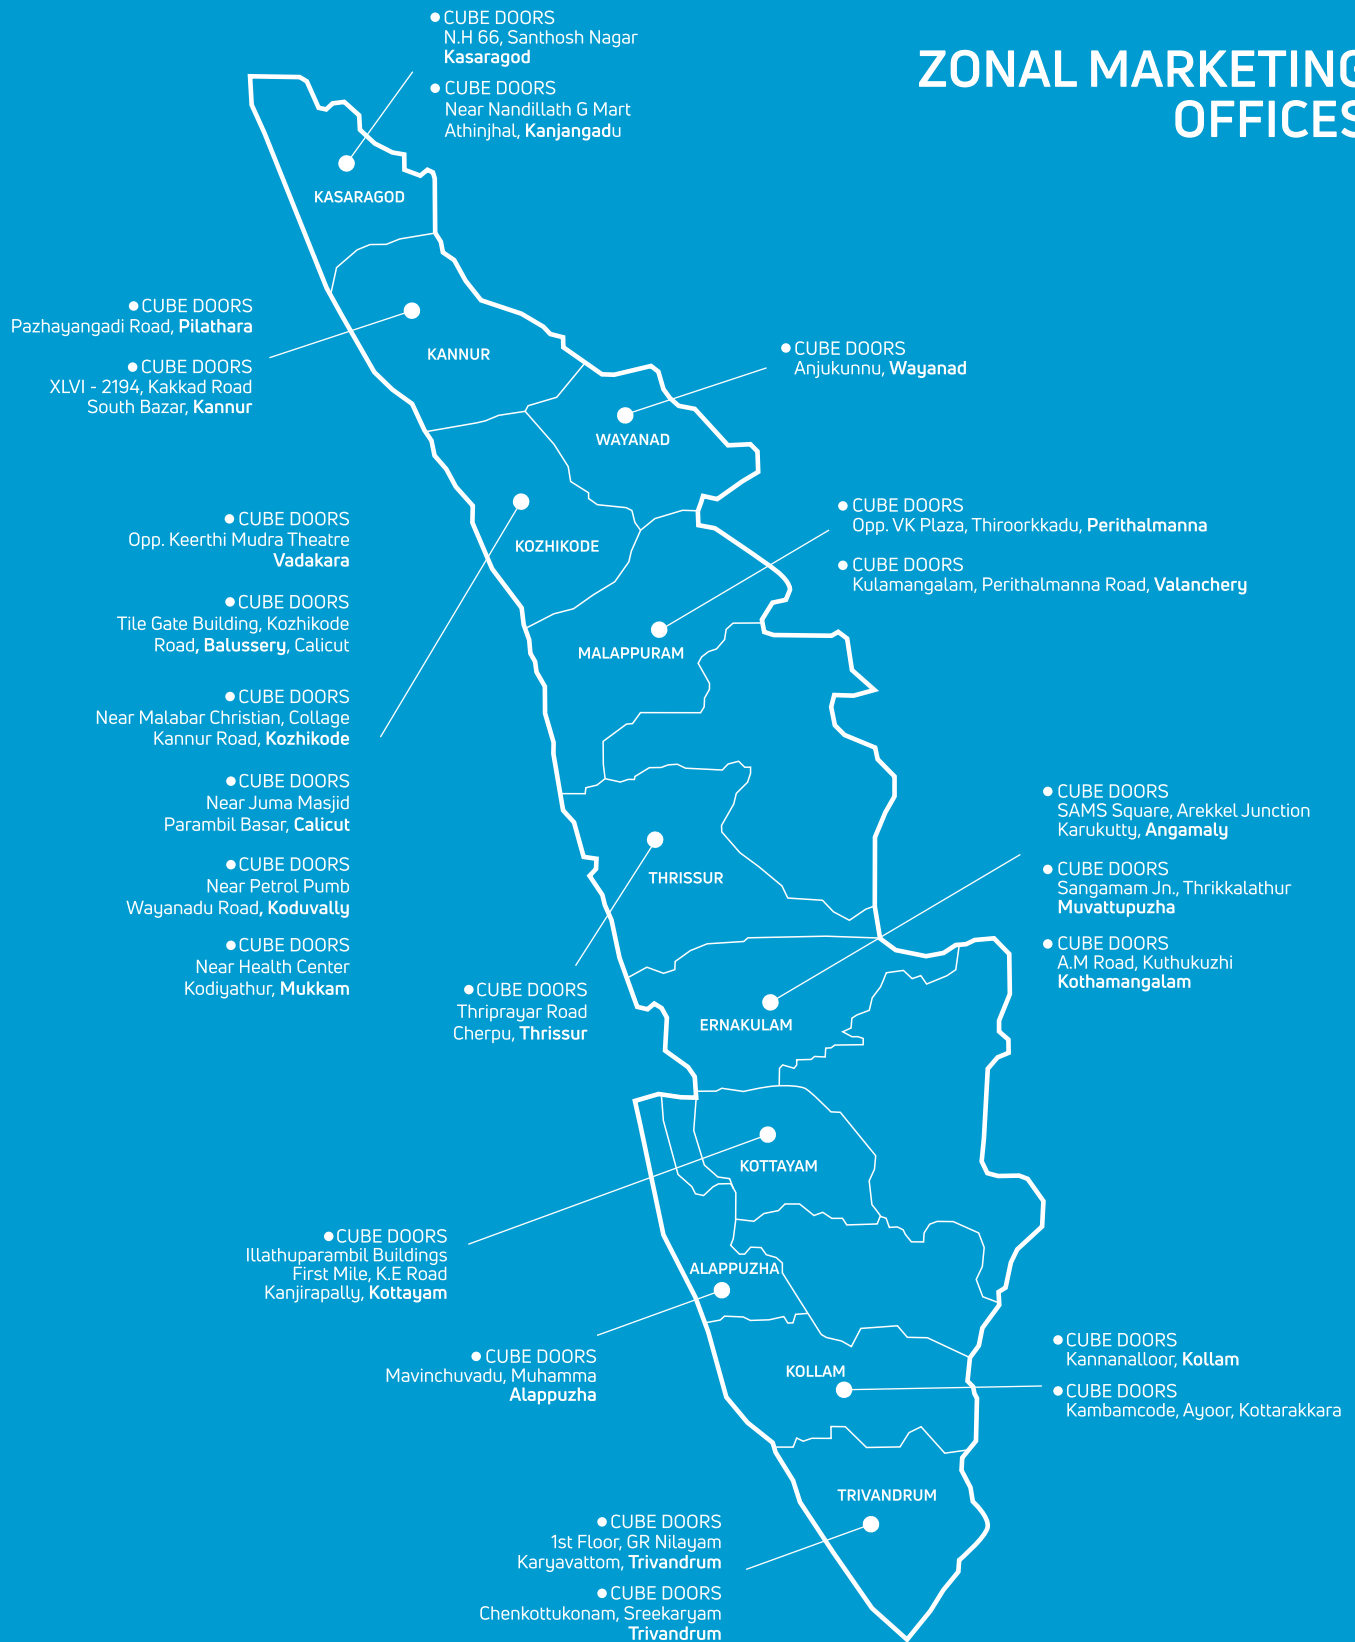 CUBE DOORS
N.H 66, Santhosh Nagar
Kasaragod
CUBE DOORS
Near Nandillath G Mart
Athinjhal, Kanjangadu
ZONAL MARKETING
OFFICES
KASARAGOD
CUBE DOORS
Pazhayangadi Road, Pilathara
CUBE DOORS
XLVI - 2194, Kakkad Road
South Bazar, Kannur
KANNUR
CUBE DOORS
Anjukunnu, Wayanad
WAYANAD
CUBE DOORS
Opp. Keerthi Mudra Theatre
Vadakara
CUBE DOORS
Tile Gate Building, Kozhikode
Road, Balussery, Calicut
CUBE DOORS
Near Malabar Christian, Collage
Kannur Road, Kozhikode
CUBE DOORS
Near Juma Masjid
Parambil Basar, Calicut
CUBE DOORS
Near Petrol Pumb
Wayanadu Road, Koduvally
CUBE DOORS
Near Health Center
Kodiyathur, Mukkam
KOZHIKODE
CUBE DOORS
Opp. VK Plaza, Thiroorkkadu, Perithalmanna
CUBE DOORS
Kulamangalam, Perithalmanna Road, Valanchery
MALAPPURAM
THRISSUR
CUBE DOORS
Thriprayar Road
Cherpu, Thrissur
CUBE DOORS
SAMS Square, Arekkel Junction
Karukutty, Angamaly
CUBE DOORS
Sangamam Jn., Thrikkalathur
Muvattupuzha
CUBE DOORS
A.M Road, Kuthukuzhi
Kothamangalam
ERNAKULAM
KOTTAYAM
CUBE DOORS
Illathuparambil Buildings
First Mile, K.E Road
Kanjirapally, Kottayam
ALAPPUZHA
CUBE DOORS
Mavinchuvadu, Muhamma
Alappuzha
KOLLAM
CUBE DOORS
Kannanalloor, Kollam
CUBE DOORS
Kambamcode, Ayoor, Kottarakkara
TRIVANDRUM
CUBE DOORS
1st Floor, GR Nilayam
Karyavattom, Trivandrum
CUBE DOORS
Chenkottukonam, Sreekaryam
Trivandrum